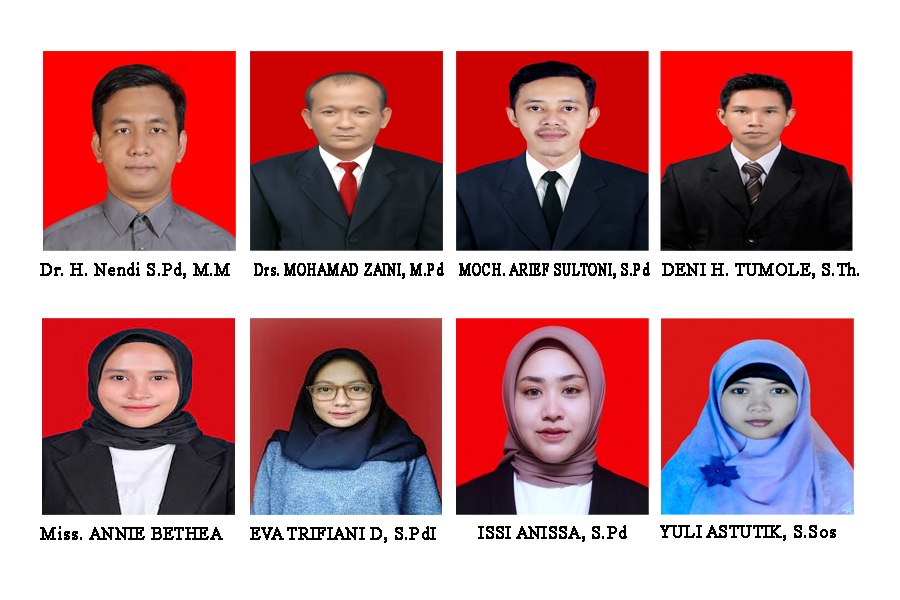 Dr. H. Nendi S.Pd, M.M
Drs. MOHAMAD ZAINI, M.Pd
MOCH. ARIEF SULTONI, S.Pd
DENI H. TUMOLE, S.Th.
Miss. ANNIE BETHEA
EVA TRIFIANI D, S.PdI
ISSI ANISSA, S.Pd
YULI ASTUTIK, S.Sos